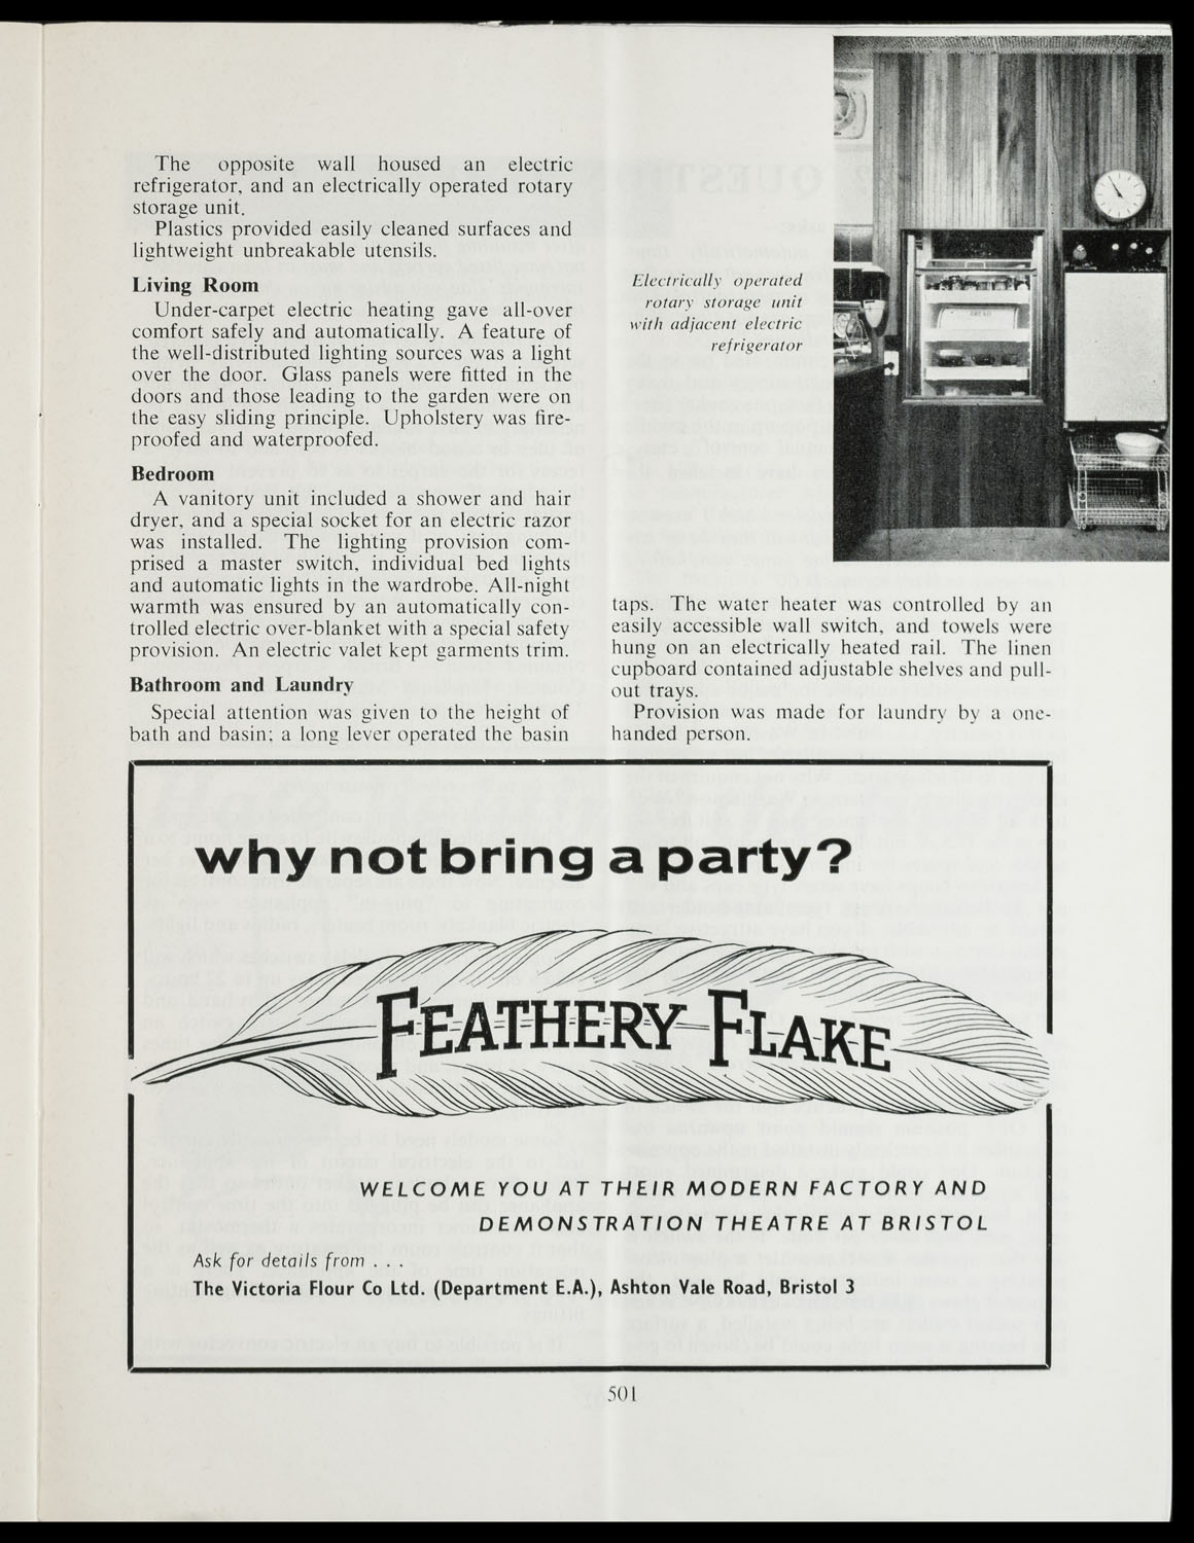 The opposite wall housed an electric
refrigerator, and an electrically operated rotary
storage unit.
Plastics provided easily cleaned surfaces and
lightweight unbreakable utensils.
Living Room
Under-carpet electric heating gave all-over
comfort safely and automatically. A feature of
the well-distributed lighting sources was a light
over the door. Glass panels were fitted in the
doors and those leading to the garden were on
the easy sliding principle. Upholstery was fire-
proofed and waterproofed.
Bedroom
A vanitory unit included a shower and hair
dryer, and a special socket for an electric razor
was installed. The lighting provision com-
prised a master switch, individual bed lights
and automatic lights in the wardrobe. All-night
warmth was ensured by an automatically con-
trolled electric over-blanket with a special safety
provision. An electric valet kept garments trim.
Bathroom and Laundry
Special attention was given to the height of
bath and basin; a long lever operated the basin
Electrically operated
rotary storage unit
with adjacent electric
refrigerator
BREAD
taps. The water heater was controlled by an
easily accessible wall switch, and towels were
hung on an electrically heated rail. The linen
cupboard contained adjustable shelves and pull-
out trays.
Provision was made for laundry by a one-
handed person.
why not bring a party?
FEATHERY FLAKE
WELCOME YOU AT THEIR MODERN FACTORY AND
DEMONSTRATION THEATRE AT BRISTOL
Ask for details from . . .
The Victoria Flour Co Ltd. (Department E.A.), Ashton Vale Road, Bristol 3
501